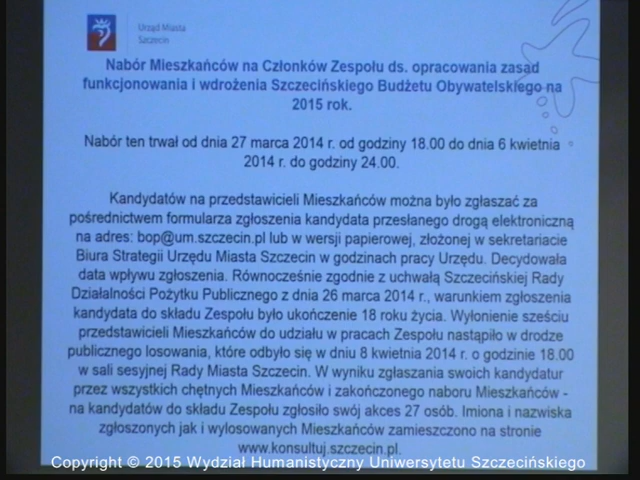 Urząd Miasta
Szczecin
Nabór Mieszkańców na Członków Zespołu ds. opracowania zasad
funkcjonowania i wdrożenia Szczecińskiego Budżetu Obywatelskiego na
2015 rok.
Nabór ten trwał od dnia 27 marca 2014 r. od godziny 18.00 do dnia 6 kwietnia
2014 r. do godziny 24.00.
Kandydatów na przedstawicieli Mieszkańców można było zgłaszać za
pośrednictwem formularza zgłoszenia kandydata przesłanego drogą elektroniczną
na adres: bop@um.szczecin.pl lub w wersji papierowej, złożonej w sekretariacie
Biura Strategii Urzędu Miasta Szczecin w godzinach pracy Urzędu. Decydowała
data wpływu zgłoszenia. Równocześnie zgodnie z uchwałą Szczecińskiej Rady
Działalności Pożytku Publicznego z dnia 26 marca 2014 r., warunkiem zgłoszenia
kandydata do składu Zespołu było ukończenie 18 roku życia. Wyłonienie sześciu
przedstawicieli Mieszkańców do udziału w pracach Zespołu nastąpiło w drodze
publicznego losowania, które odbyło się w dniu 8 kwietnia 2014 r. o godzinie 18.00
w sali sesyjnej Rady Miasta Szczecin. W wyniku zgłaszania swoich kandydatur
przez wszystkich chętnych Mieszkańców i zakończonego naboru Mieszkańców -
na kandydatów do składu Zespołu zgłosiło swój akces 27 osób. Imiona i nazwiska
zgłoszonych jak i wylosowanych Mieszkańców zamieszczono na stronie
www.konsultuj.szczecin.pl.
Copyright © 2015 Wydział Humanistyczny Uniwersytetu Szczecińskiego